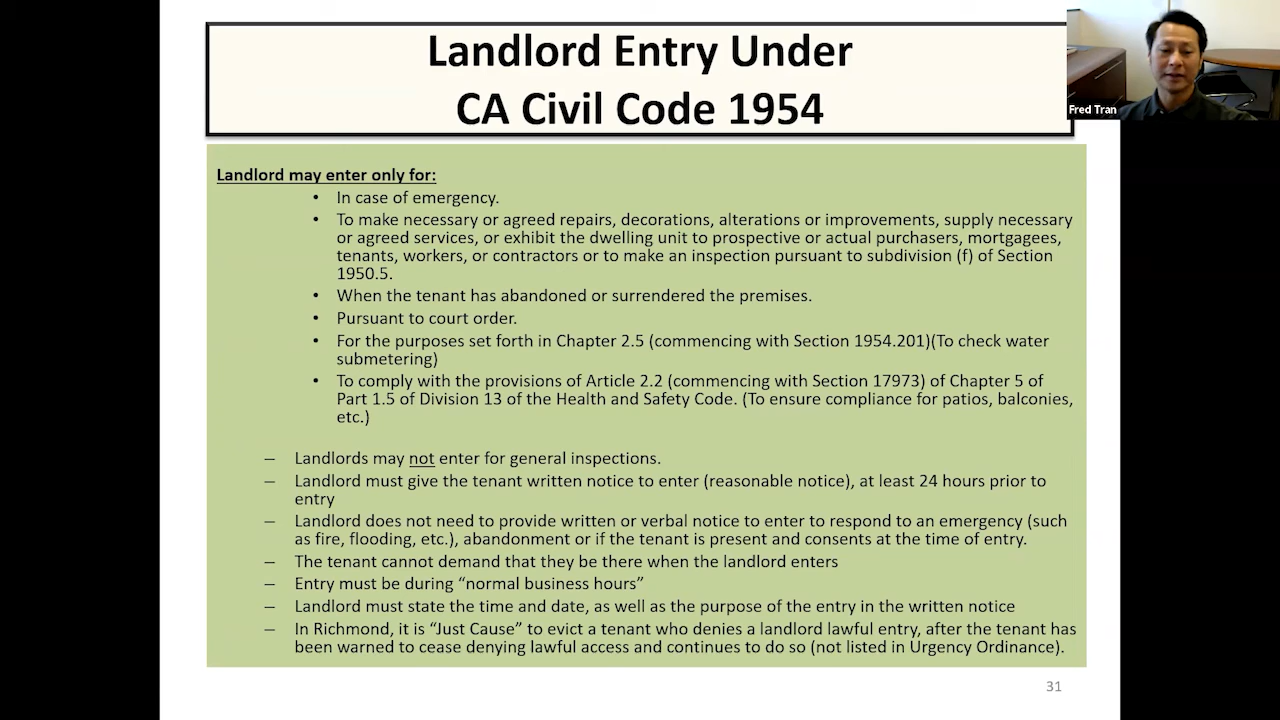 Landlord Entry Under
CA Civil Code 1954
Fred Tran
Landlord may enter only for:
• In case of emergency.
• To make necessary or agreed repairs, decorations, alterations or improvements, supply necessary
or agreed services, or exhibit the dwelling unit to prospective or actual purchasers, mortgagees,
tenants, workers, or contractors or to make an inspection pursuant to subdivision (f) of Section
1950.5.
• When the tenant has abandoned or surrendered the premises.
• Pursuant to court order.
• For the purposes set forth in Chapter 2.5 (commencing with Section 1954.201)(To check water
submetering)
• To comply with the provisions of Article 2.2 (commencing with Section 17973) of Chapter 5 of
Part 1.5 of Division 13 of the Health and Safety Code. (To ensure compliance for patios, balconies,
etc.)
– Landlords may not enter for general inspections.
– Landlord must give the tenant written notice to enter (reasonable notice), at least 24 hours prior to
entry
– Landlord does not need to provide written or verbal notice to enter to respond to an emergency (such
as fire, flooding, etc.), abandonment or if the tenant is present and consents at the time of entry.
– The tenant cannot demand that they be there when the landlord enters
– Entry must be during “normal business hours”
– Landlord must state the time and date, as well as the purpose of the entry in the written notice
– In Richmond, it is “Just Cause” to evict a tenant who denies a landlord lawful entry, after the tenant has
been warned to cease denying lawful access and continues to do so (not listed in Urgency Ordinance).
31